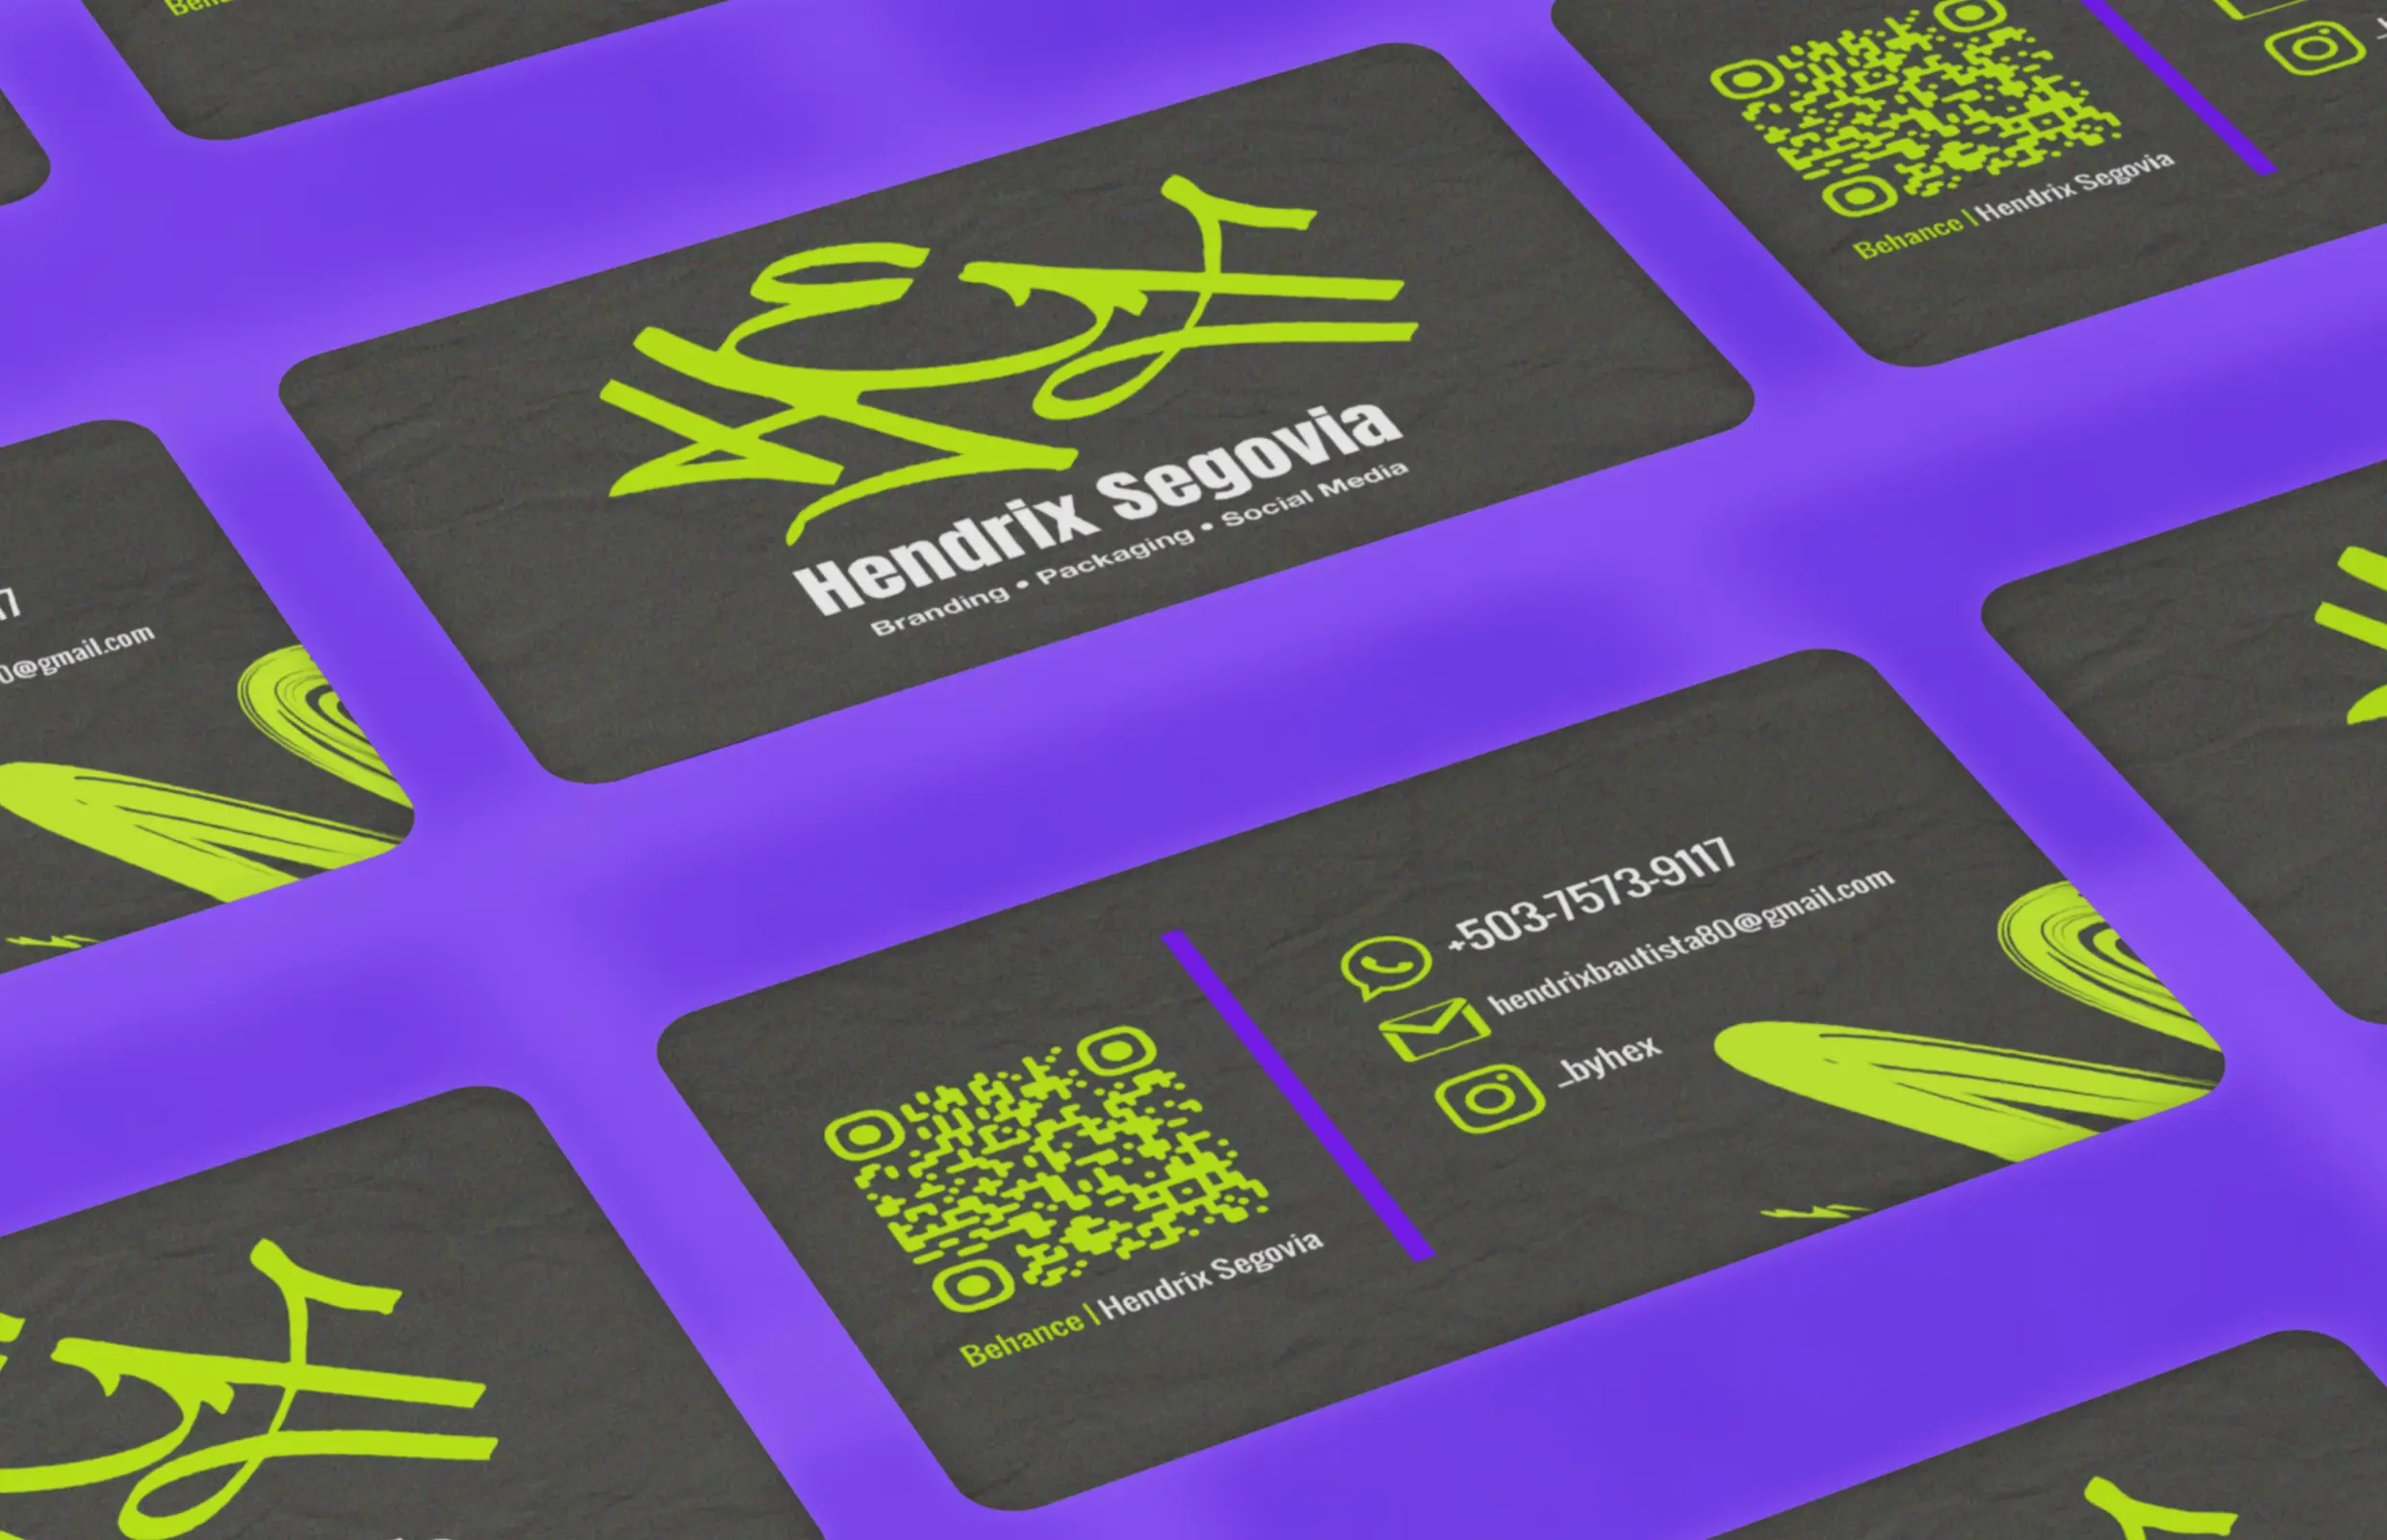 Behance | Hendrix Segovia
Hendrix Segovia
Branding • Packaging • Social Media
17
0@gmail.com
+503-7573-9117
hendrixbautista80@gmail.com
_byhex
Behance | Hendrix Segovia